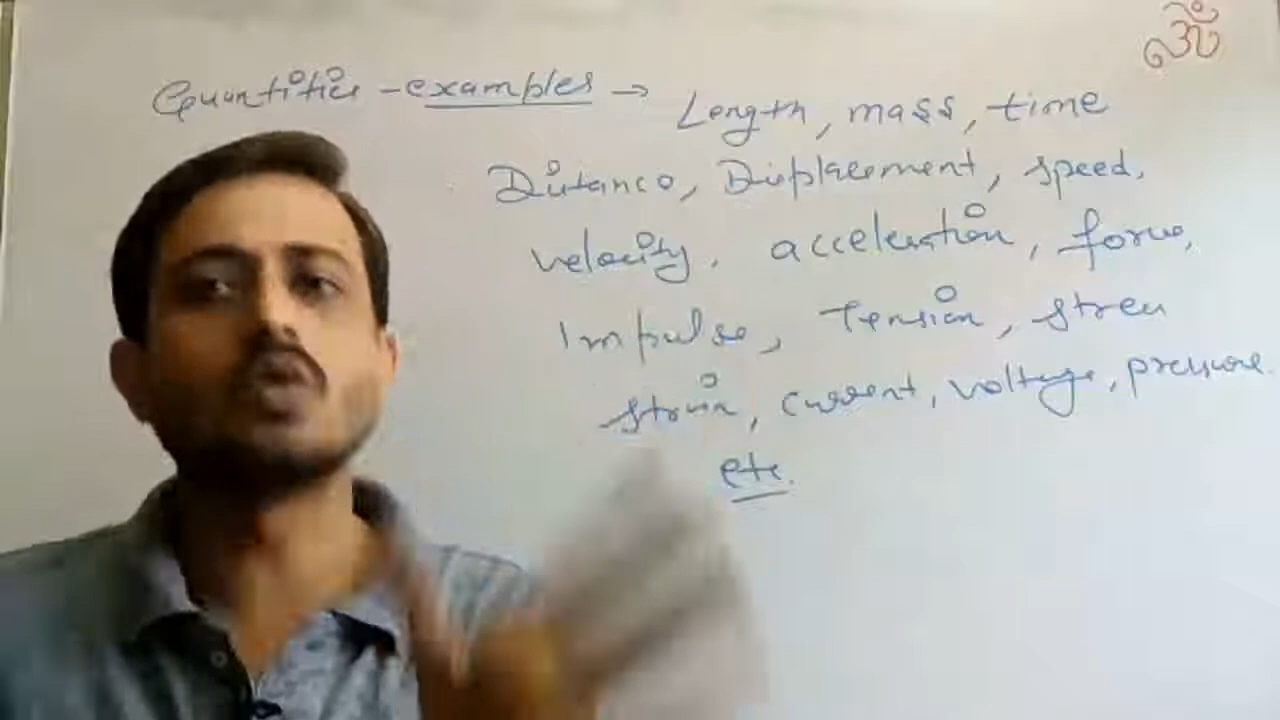 ॐ
Quantities - examples → Length, mass, time
Distance, Displacement, speed,
velocity, acceleration, force,
Impulse, Tension, stress
strain, current, voltage, pressure.
etc.